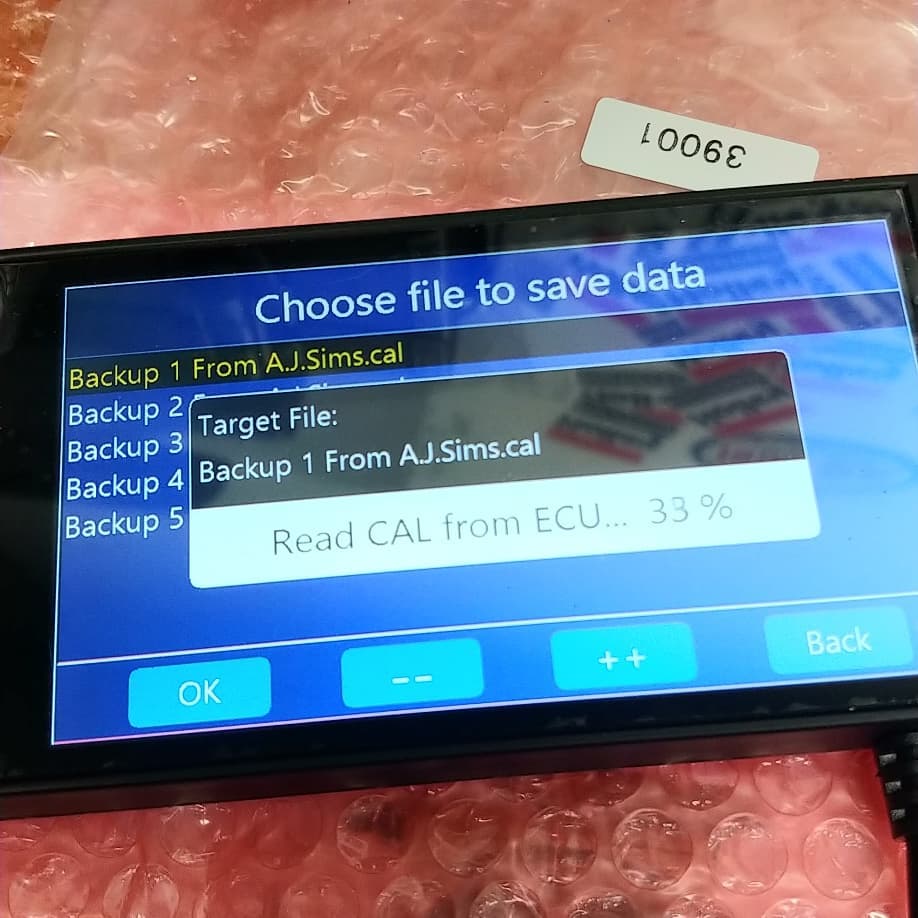 39001
Choose file to save data
Backup 1 From A.J.Sims.cal
Backup 2
Backup 3
Backup 4
Backup 5
Target File:
Backup 1 From A.J.Sims.cal
Read CAL from ECU... 33 %
OK
--
++
Back